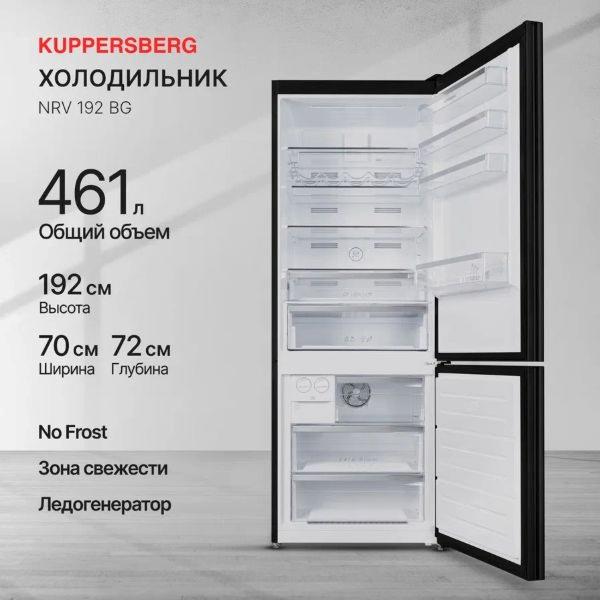 KUPPERSBERG
ХОЛОДИЛЬНИК
NRV 192 BG
461 л
Общий объем
192 см
Высота
70 см 72 см
Ширина Глубина
No Frost
Зона свежести
Ледогенератор